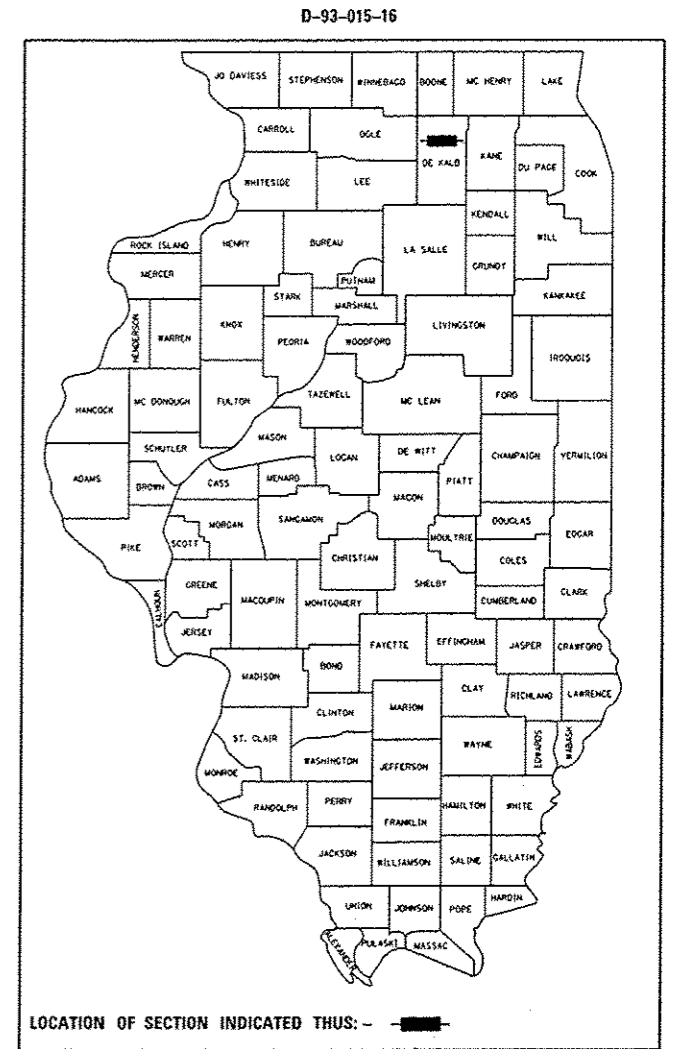 D-93-015-16
JO DAVIESS STEPHENSON WINNEBAGO BOONE MC HENRY LAKE
CARROLL OGLE DE KALB KANE DU PAGE COOK
WHITESIDE LEE
KENDALL WILL
ROCK ISLAND HENRY BUREAU LA SALLE GRUNDY
MERCER PUTNAM KANKAKEE
STARK MARSHALL
HENDERSON WARREN KNOX PEORIA WOODFORD LIVINGSTON IROQUOIS
HANCOCK MC DONOUGH FULTON TAZEWELL MC LEAN FORD
SCHUYLER MASON LOGAN DE WITT CHAMPAIGN VERMILION
ADAMS BROWN CASS MENARD MACON PIATT
PIKE SCOTT MORGAN SANGAMON CHRISTIAN MOULTRIE DOUGLAS EDGAR
COLES
CALHOUN GREENE MACOUPIN MONTGOMERY SHELBY CUMBERLAND CLARK
JERSEY FAYETTE EFFINGHAM JASPER CRAWFORD
MADISON BOND
CLAY RICHLAND LAWRENCE
CLINTON MARION
ST. CLAIR WAYNE EDWARDS WABASH
WASHINGTON JEFFERSON
MONROE
RANDOLPH PERRY HAMILTON WHITE
FRANKLIN
JACKSON WILLIAMSON SALINE GALLATIN
UNION JOHNSON POPE HARDIN
ALEXANDER PULASKI MASSAC
LOCATION OF SECTION INDICATED THUS: -